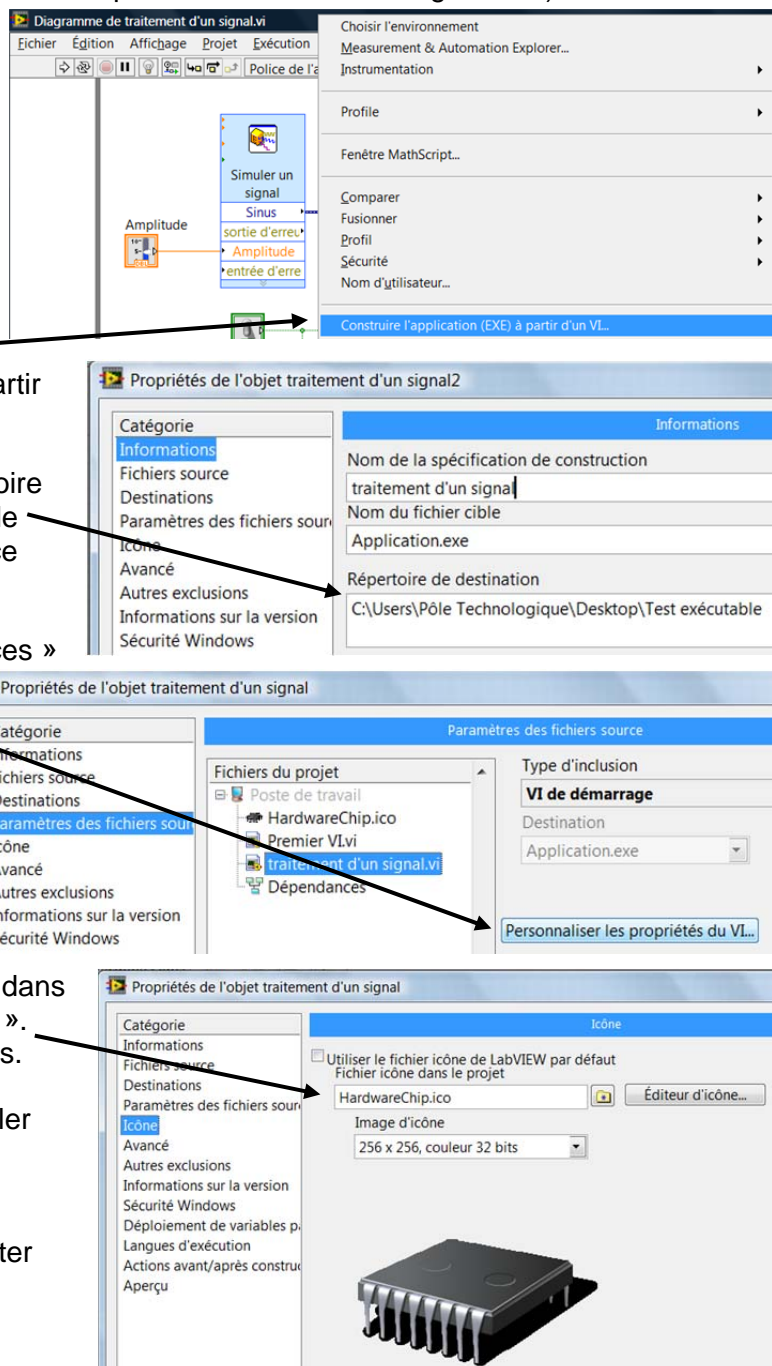 Diagramme de traitement d'un signal.vi
Fichier Édition Affichage Projet Exécution
Police de l'a
Choisir l'environnement
Measurement & Automation Explorer...
Instrumentation
Profile
Fenêtre MathScript...
Comparer
Fusionner
Profil
Sécurité
Nom d'utilisateur...
Construire l'application (EXE) à partir d'un VI...
Simuler un
signal
Sinus
sortie d'erreu
Amplitude
entrée d'erre
Amplitude
artir
oire
le
ce
ces »
Propriétés de l'objet traitement d'un signal2
Catégorie
Informations
Fichiers source
Destinations
Paramètres des fichiers sour
Icône
Avancé
Autres exclusions
Informations sur la version
Sécurité Windows
Informations
Nom de la spécification de construction
traitement d'un signal
Nom du fichier cible
Application.exe
Répertoire de destination
C:\Users\Pôle Technologique\Desktop\Test exécutable
Propriétés de l'objet traitement d'un signal
atégorie
nformations
ichiers source
estinations
aramètres des fichiers sour
cône
vancé
utres exclusions
nformations sur la version
écurité Windows
Paramètres des fichiers source
Fichiers du projet
Poste de travail
HardwareChip.ico
Premier VI.vi
traitement d'un signal.vi
Dépendances
Type d'inclusion
VI de démarrage
Destination
Application.exe
Personnaliser les propriétés du VI...
dans
».
s.
ler
ter
Propriétés de l'objet traitement d'un signal
Catégorie
Informations
Fichiers source
Destinations
Paramètres des fichiers sour
Icône
Avancé
Autres exclusions
Informations sur la version
Sécurité Windows
Déploiement de variables pa
Langues d'exécution
Actions avant/après construc
Aperçu
Icône
Utiliser le fichier icône de LabVIEW par défaut
Fichier icône dans le projet
HardwareChip.ico
Éditeur d'icône...
Image d'icône
256 x 256, couleur 32 bits